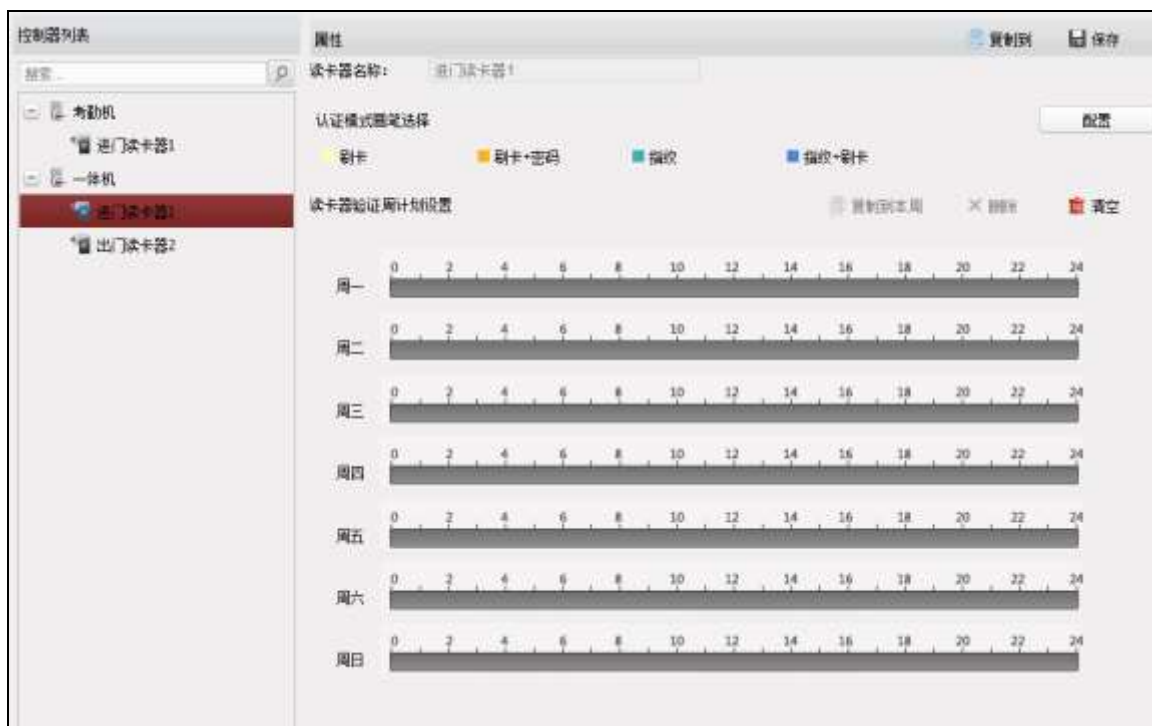 控制器列表
属性
复制到
保存
搜索...
读卡器名称:
进门读卡器1
考勤机
进门读卡器1
一体机
进门读卡器1
出门读卡器2
认证模式画笔选择
配置
刷卡
刷卡+密码
指纹
指纹+刷卡
读卡器验证周计划设置
复制到本周
删除
清空
0 2 4 6 8 10 12 14 16 18 20 22 24
周一
0 2 4 6 8 10 12 14 16 18 20 22 24
周二
0 2 4 6 8 10 12 14 16 18 20 22 24
周三
0 2 4 6 8 10 12 14 16 18 20 22 24
周四
0 2 4 6 8 10 12 14 16 18 20 22 24
周五
0 2 4 6 8 10 12 14 16 18 20 22 24
周六
0 2 4 6 8 10 12 14 16 18 20 22 24
周日